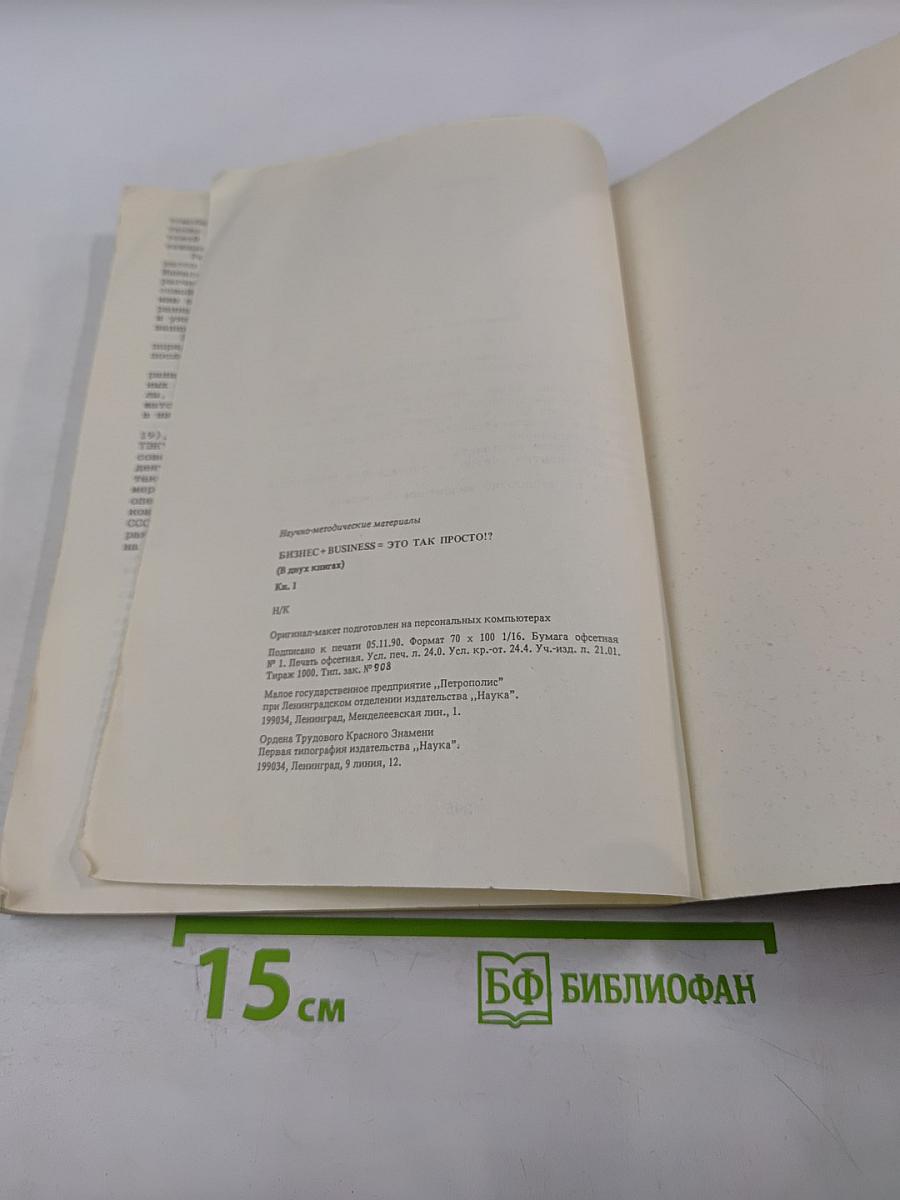 19).
СССР
Научно-методические материалы
БИЗНЕС + BUSINESS = ЭТО ТАК ПРОСТО!?
(В двух книгах)
Кн. 1
Н/К
Оригинал-макет подготовлен на персональных компьютерах
Подписано к печати 05.11.90. Формат 70 x 100 1/16. Бумага офсетная
№ 1. Печать офсетная. Усл. печ. л. 24.0. Усл. кр.-от. 24.4. Уч.-изд. л. 21.01.
Тираж 1000. Тип. зак. № 908
Малое государственное предприятие ,,Петрополис"
при Ленинградском отделении издательства ,,Наука".
199034, Ленинград, Менделеевская лин., 1.
Ордена Трудового Красного Знамени
Первая типография издательства ,,Наука".
199034, Ленинград, 9 линия, 12.
15 см
БФ БИБЛИОФАН